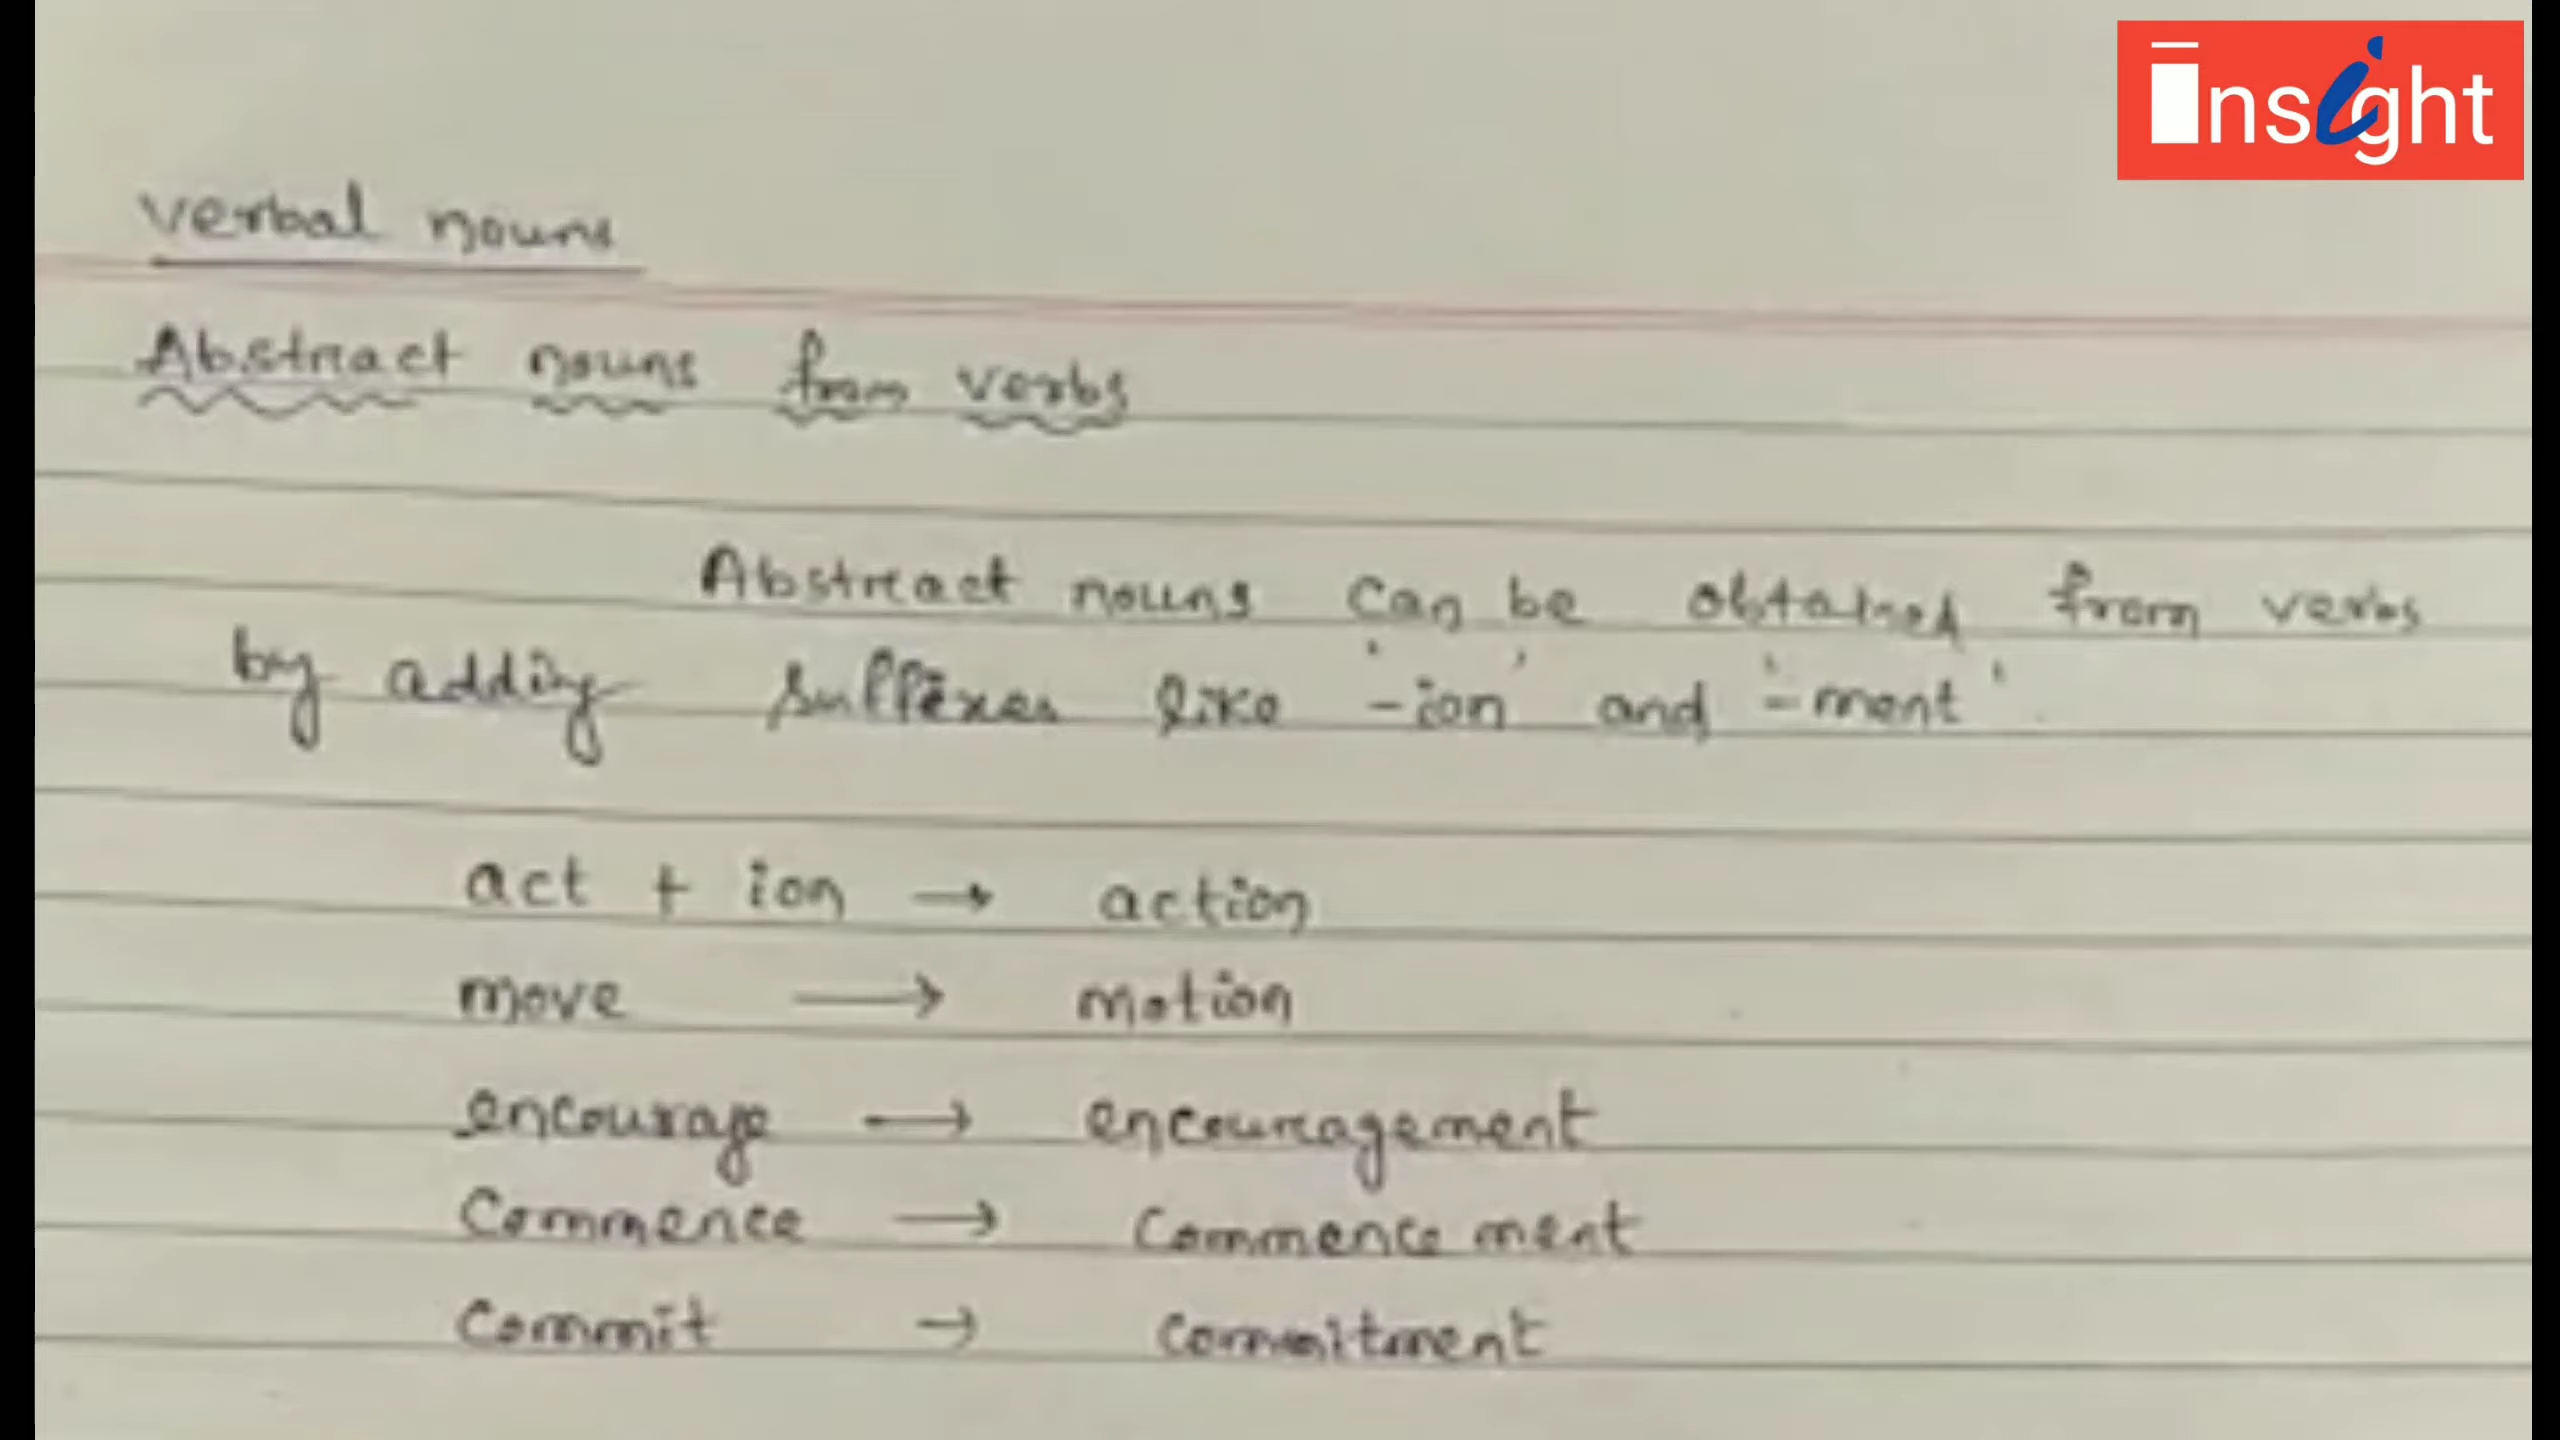 Insight
Verbal nouns
Abstract nouns from verbs
Abstract nouns can be obtained from verbs
by adding suffixes like '-ion' and '-ment'
act + ion → action
move → motion
encourage → encouragement
Commence → Commencement
Commit → Commitment